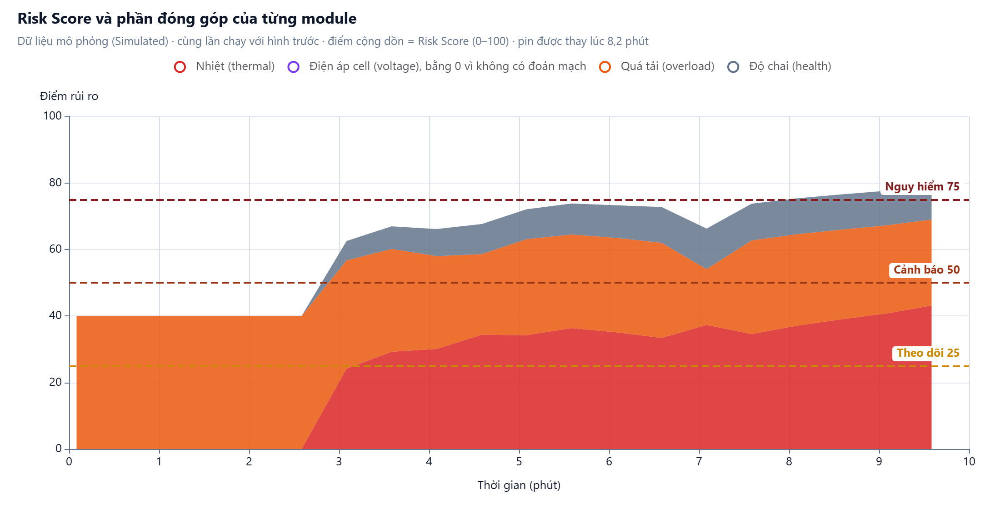 Risk Score và phần đóng góp của từng module
Dữ liệu mô phỏng (Simulated) · cùng lần chạy với hình trước · điểm cộng dồn = Risk Score (0–100) · pin được thay lúc 8,2 phút
Nhiệt (thermal) Điện áp cell (voltage), bằng 0 vì không có đoản mạch Quá tải (overload) Độ chai (health)
Điểm rủi ro
100
80
Nguy hiểm 75
60
Cảnh báo 50
40
Theo dõi 25
20
0
0 1 2 3 4 5 6 7 8 9 10
Thời gian (phút)